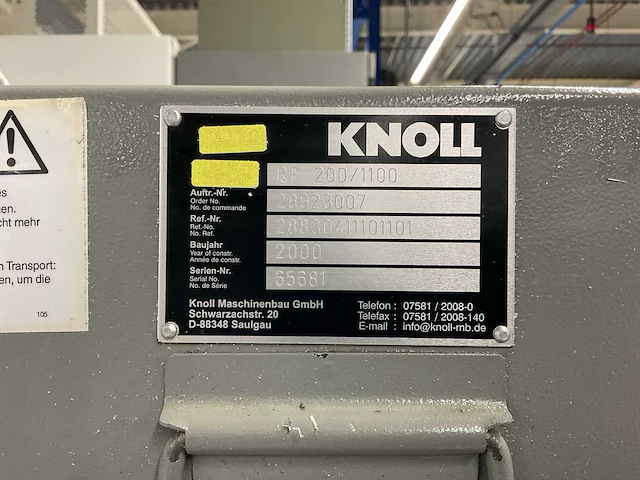 KNOLL
200/1100
Auftr.-Nr.
Order No.
No. de commande
20023007
Ref.-Nr.
Ref.-No.
No. Ref.
28830411101101
Baujahr
Year of constr.
Année de constr.
2000
Serien-Nr.
Serial No.
No. de Série
65681
Knoll Maschinenbau GmbH
Schwarzachstr. 20
D-88348 Saulgau
Telefon : 07581 / 2008-0
Telefax : 07581 / 2008-140
E-mail : info@knoll-mb.de
es
gen.
cht mehr
n Transport:
en, um die
105